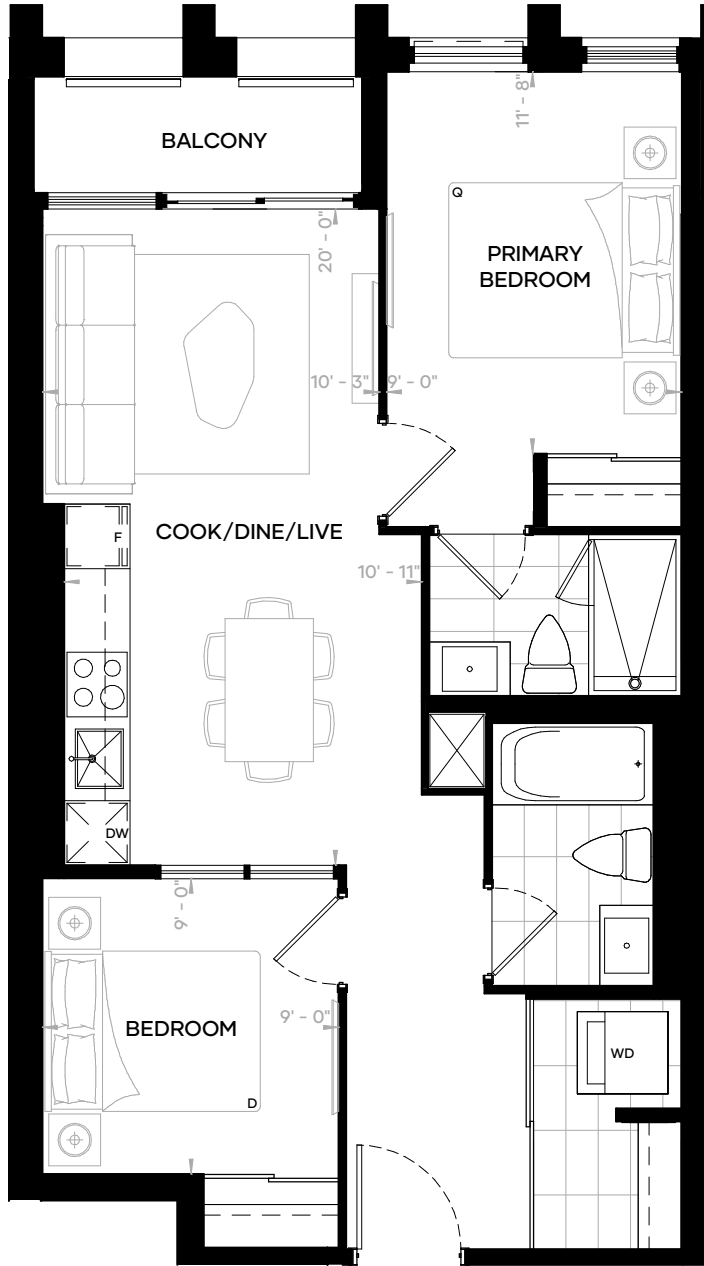 BALCONY
11' - 8"
Q
PRIMARY
BEDROOM
20' - 0"
10' - 3"
9' - 0"
F
COOK/DINE/LIVE
10' - 11"
DW
9' - 0"
BEDROOM
9' - 0"
WD
D